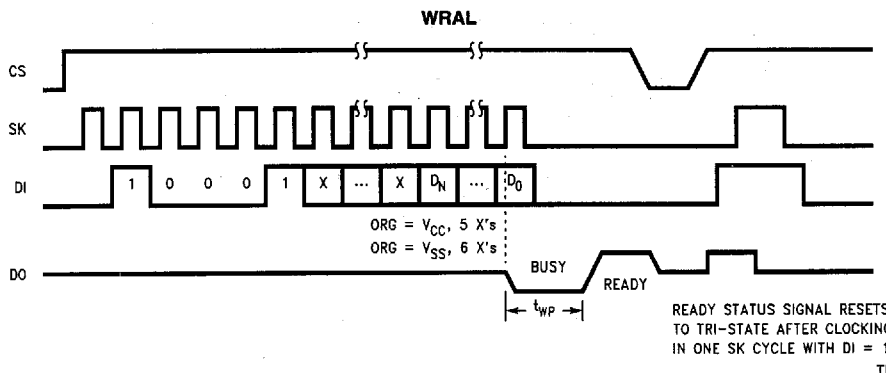 WRAL
CS
SK
DI
1 0 0 0 1 X ... X D_N ... D_0
ORG = V_CC, 5 X's
ORG = V_SS, 6 X's
DO
BUSY
READY
t_WP
READY STATUS SIGNAL RESETS
TO TRI-STATE AFTER CLOCKING
IN ONE SK CYCLE WITH DI = 1